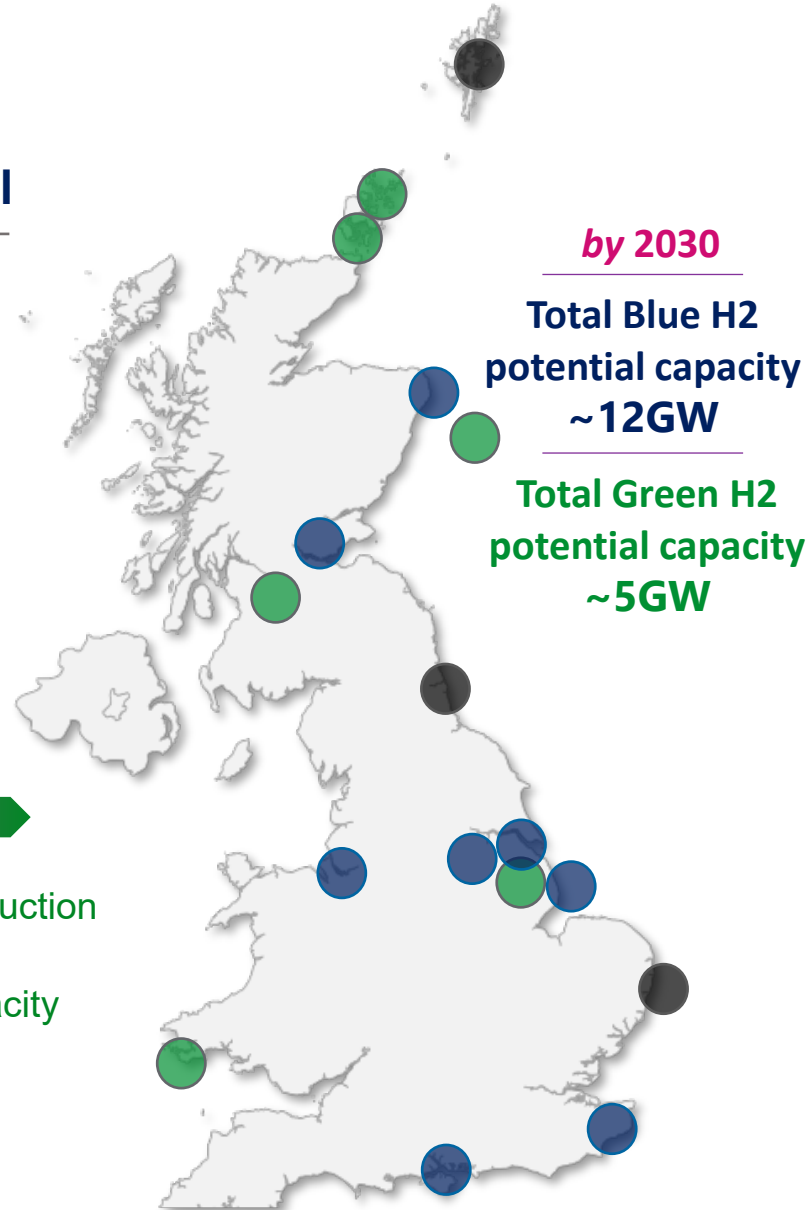 l
by 2030
Total Blue H2
potential capacity
~12GW
Total Green H2
potential capacity
~5GW
uction
acity